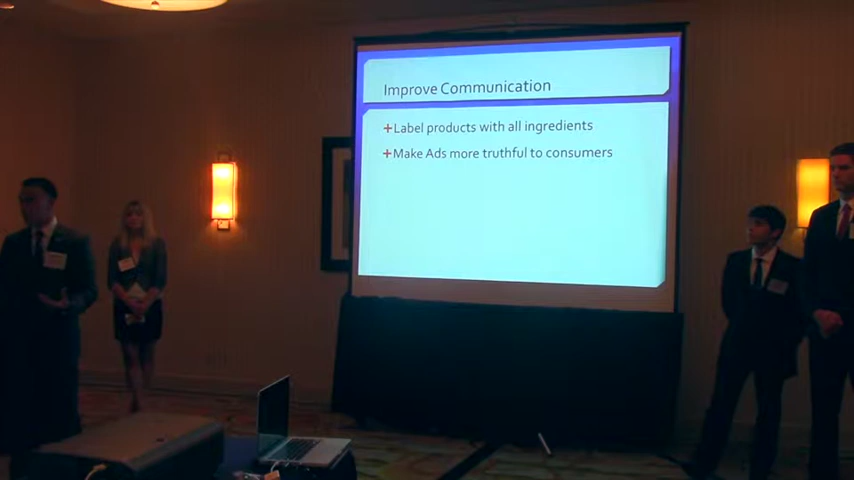 Improve Communication
+Label products with all ingredients
+Make Ads more truthful to consumers